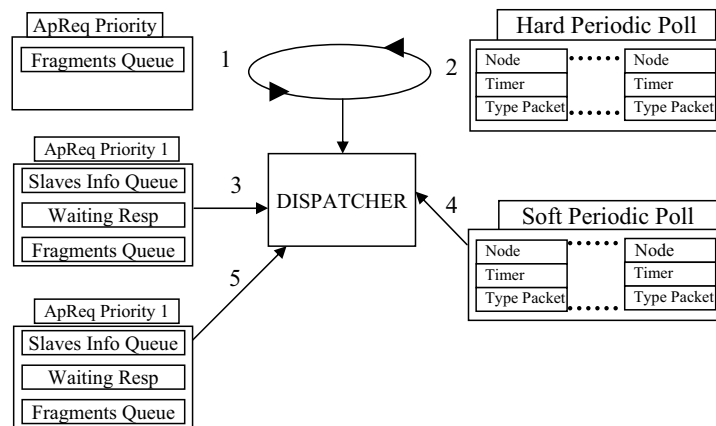 ApReq Priority
Fragments Queue
1
2
Hard Periodic Poll
Node
Timer
Type Packet
Node
Timer
Type Packet
ApReq Priority 1
Slaves Info Queue
Waiting Resp
Fragments Queue
3
DISPATCHER
4
Soft Periodic Poll
Node
Timer
Type Packet
Node
Timer
Type Packet
5
ApReq Priority 1
Slaves Info Queue
Waiting Resp
Fragments Queue